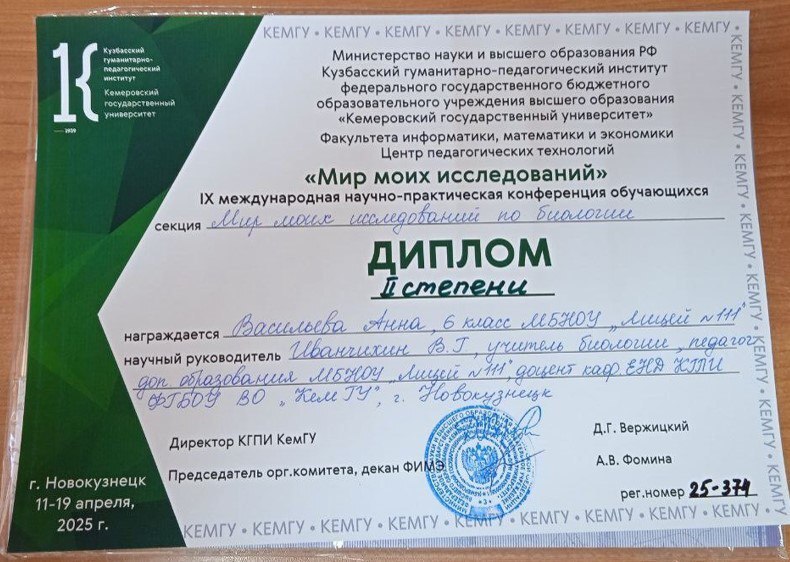 КЕМГУ • КЕМГУ • КЕМГУ • КЕМГУ • КЕМГУ • КЕМГУ • КЕМГУ • КЕМГУ •
Кузбасский
гуманитарно-
педагогический
институт
Кемеровский
государственный
университет
Министерство науки и высшего образования РФ
Кузбасский гуманитарно-педагогический институт
федерального государственного бюджетного
образовательного учреждения высшего образования
«Кемеровский государственный университет»
Факультета информатики, математики и экономики
Центр педагогических технологий
«Мир моих исследований»
IX международная научно-практическая конференция обучающихся
секция Мир моих исследований по биологии
ДИПЛОМ
II степени
награждается Васильева Анна, 6 класс МБНОУ „Лицей №111"
научный руководитель Иванчихин В.Г, учитель биологии, педагог
доп. образования МБНОУ „Лицей №111", доцент каф. ЕНД КГПИ
ФГБОУ ВО „КемГУ", г. Новокузнецк
Директор КГПИ КемГУ
Д.Г. Вержицкий
Председатель орг.комитета, декан ФИМЭ
А.В. Фомина
рег.номер 25-374
г. Новокузнецк
11-19 апреля,
2025 г.
КЕМГУ • КЕМГУ • КЕМГУ • КЕМГУ • КЕМГУ • КЕМГУ • КЕМГУ • КЕМГУ • КЕМГУ